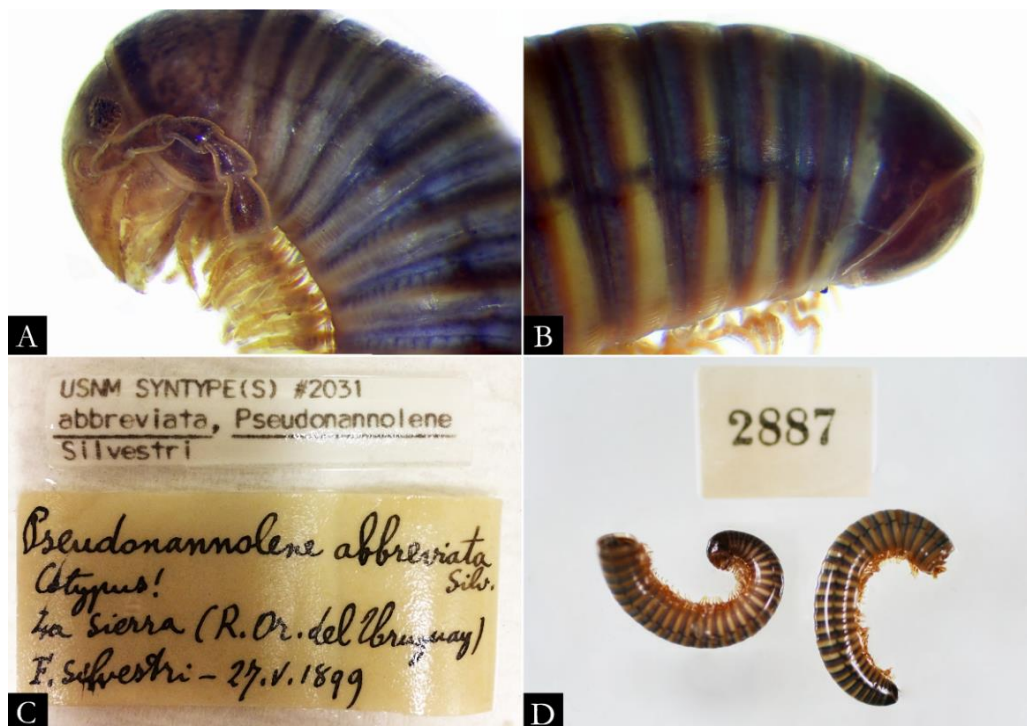 A
B
USNM SYNTYPE(S) #2031
abbreviata, Pseudonannolene
Silvestri
Pseudonannolene abbreviata
Silv.
Cotypus!
La Sierra (R. Or. del Uruguay)
F. Silvestri – 27.V.1899
C
2887
D